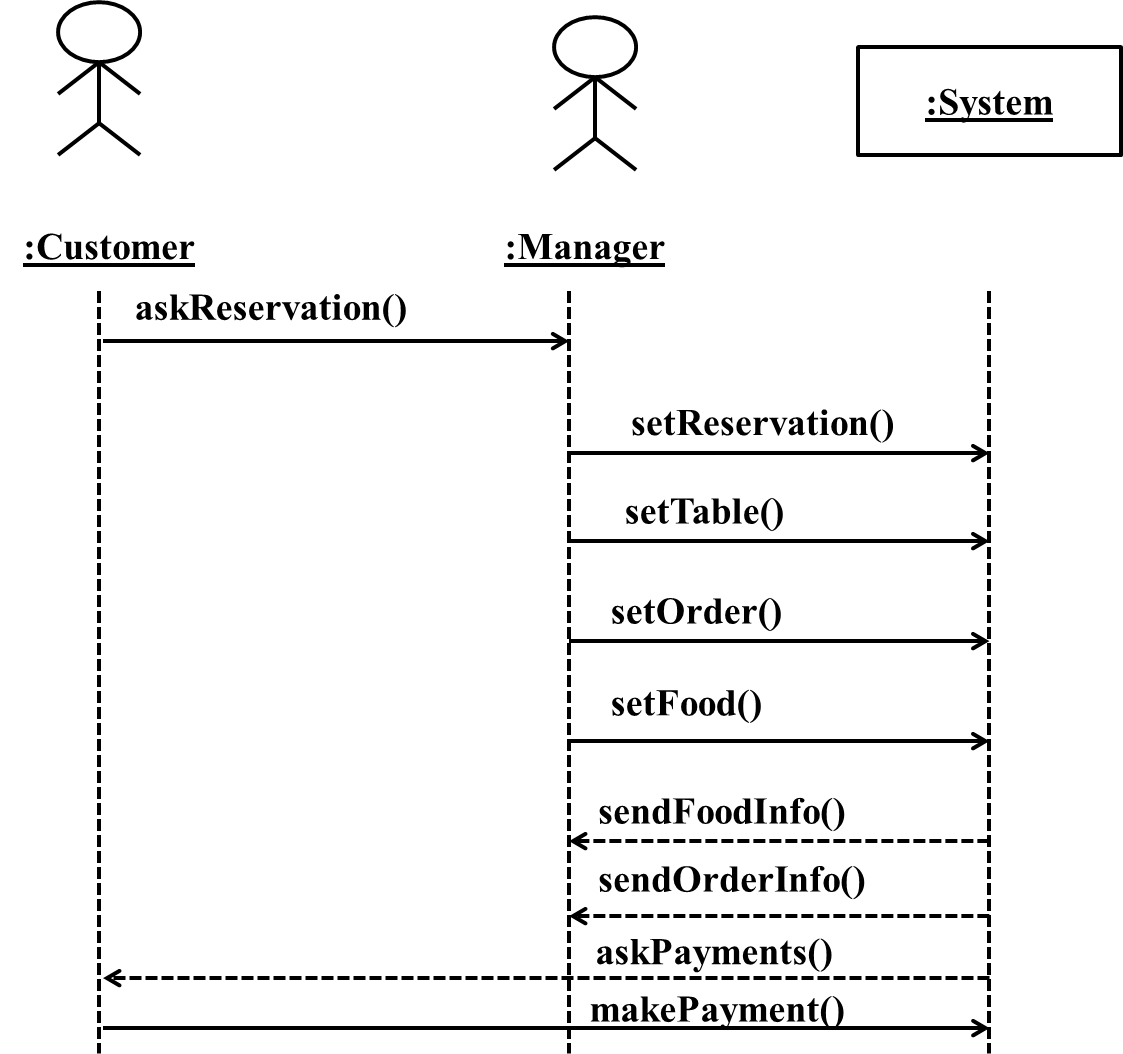 :System
:Customer
:Manager
askReservation()
setReservation()
setTable()
setOrder()
setFood()
sendFoodInfo()
sendOrderInfo()
askPayments()
makePayment()